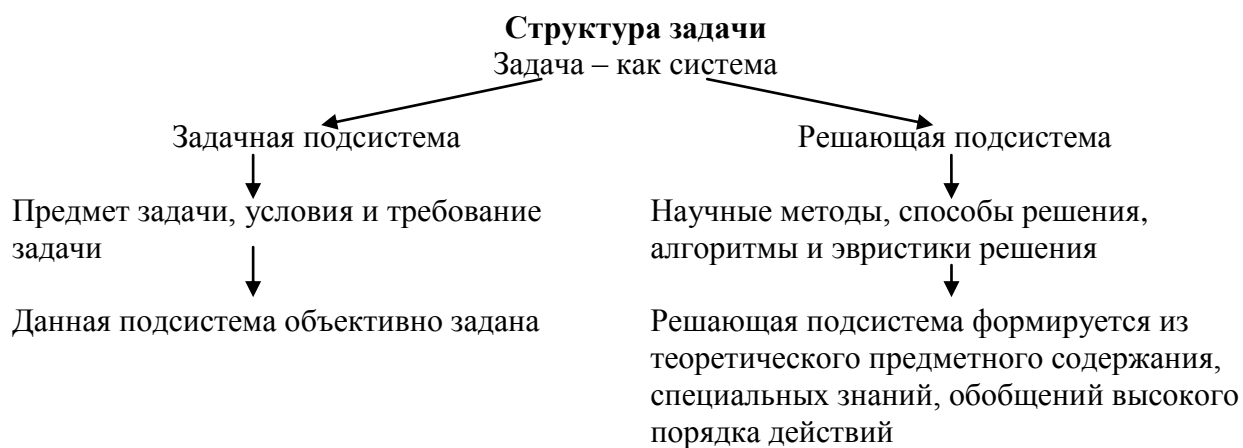 Структура задачи
Задача – как система
Задачная подсистема
Решающая подсистема
Предмет задачи, условия и требование
задачи
Научные методы, способы решения,
алгоритмы и эвристики решения
Данная подсистема объективно задана
Решающая подсистема формируется из
теоретического предметного содержания,
специальных знаний, обобщений высокого
порядка действий